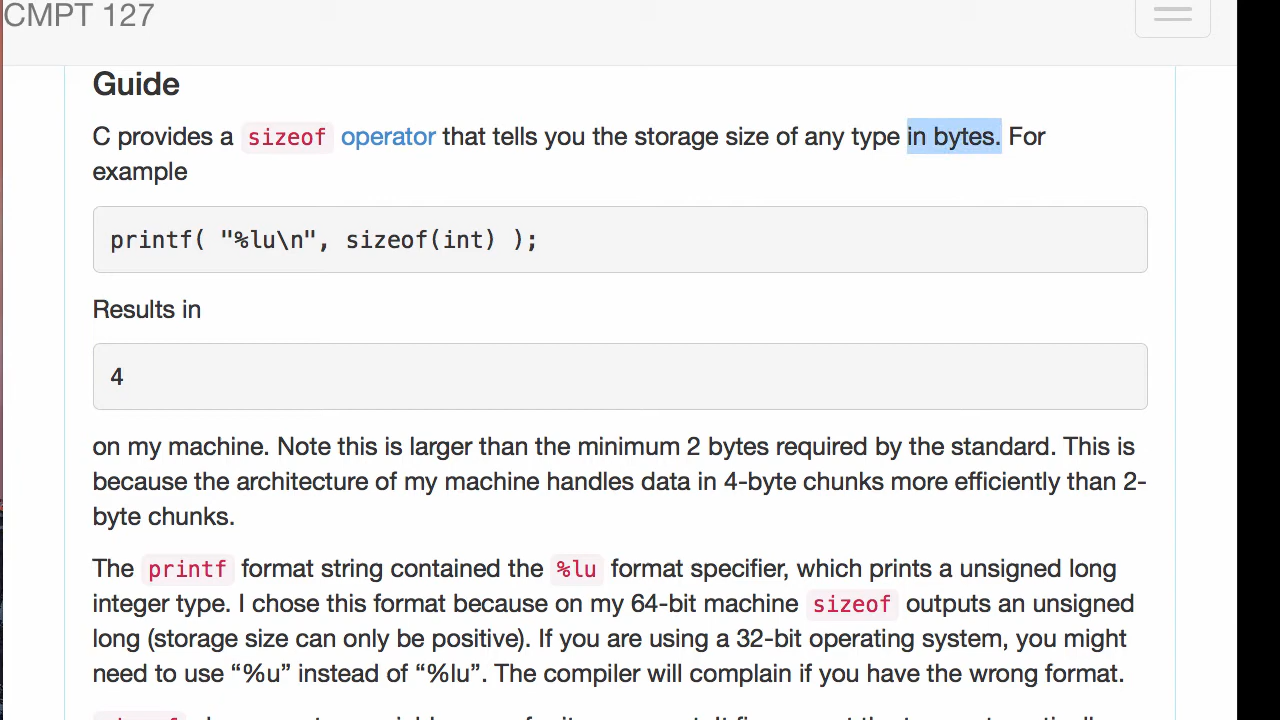 CMPT 127
Guide
C provides a sizeof operator that tells you the storage size of any type in bytes. For
example
printf( "%lu\n", sizeof(int) );
Results in
4
on my machine. Note this is larger than the minimum 2 bytes required by the standard. This is
because the architecture of my machine handles data in 4-byte chunks more efficiently than 2-
byte chunks.
The printf format string contained the %lu format specifier, which prints a unsigned long
integer type. I chose this format because on my 64-bit machine sizeof outputs an unsigned
long (storage size can only be positive). If you are using a 32-bit operating system, you might
need to use “%u” instead of “%lu”. The compiler will complain if you have the wrong format.